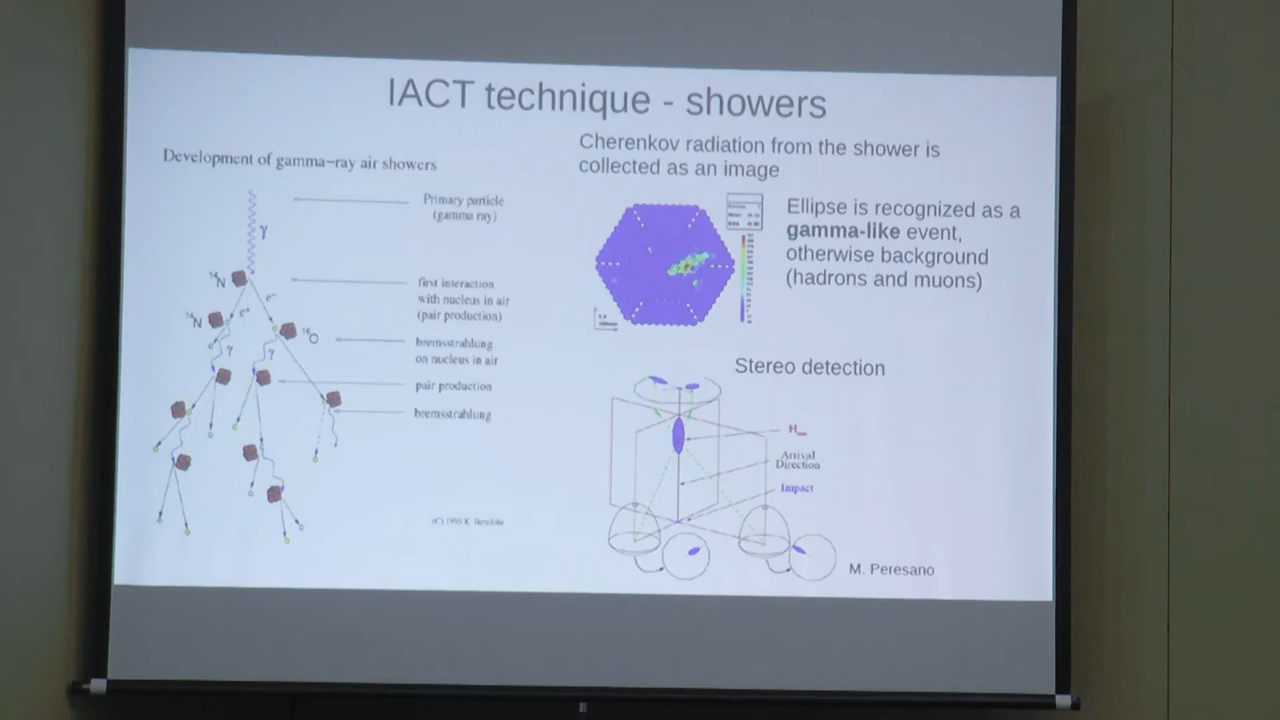 IACT technique - showers
Development of gamma-ray air showers
Primary particle
(gamma ray)
γ
first interaction
with nucleus in air
(pair production)
bremsstrahlung
on nucleus in air
pair production
bremsstrahlung
¹⁴N
e⁻
¹⁴N
e⁺
¹⁶O
γ
γ
Cherenkov radiation from the shower is
collected as an image
Ellipse is recognized as a
gamma-like event,
otherwise background
(hadrons and muons)
Stereo detection
Arrival
Direction
Impact
M. Peresano